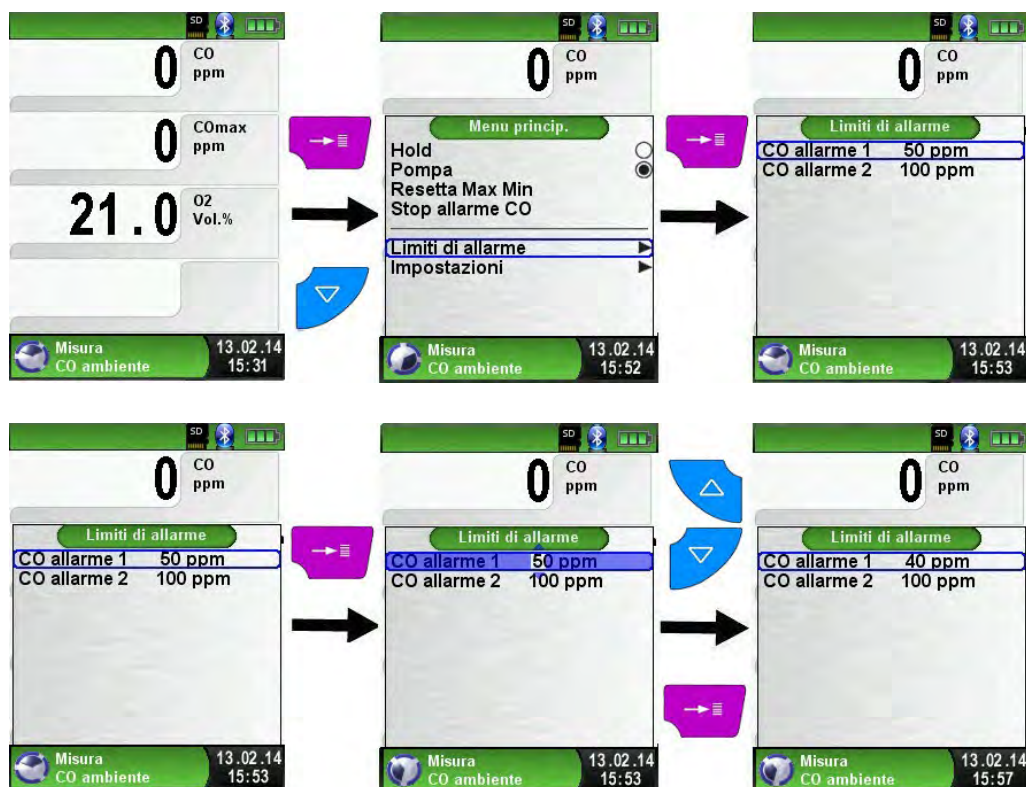 SD
0 CO
ppm
0 COmax
ppm
21.0 O2
Vol.%
Misura 13.02.14
CO ambiente 15:31
SD
0 CO
ppm
Menu princip.
Hold
Pompa
Resetta Max Min
Stop allarme CO
Limiti di allarme
Impostazioni
Misura 13.02.14
CO ambiente 15:52
SD
0 CO
ppm
Limiti di allarme
CO allarme 1 50 ppm
CO allarme 2 100 ppm
Misura 13.02.14
CO ambiente 15:53
SD
0 CO
ppm
Limiti di allarme
CO allarme 1 50 ppm
CO allarme 2 100 ppm
Misura 13.02.14
CO ambiente 15:53
SD
0 CO
ppm
Limiti di allarme
CO allarme 1 50 ppm
CO allarme 2 100 ppm
Misura 13.02.14
CO ambiente 15:53
SD
0 CO
ppm
Limiti di allarme
CO allarme 1 40 ppm
CO allarme 2 100 ppm
Misura 13.02.14
CO ambiente 15:57